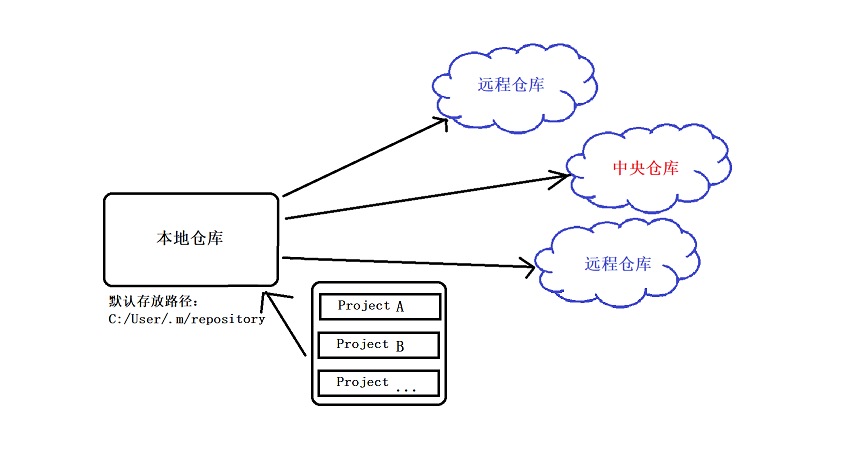 远程仓库
中央仓库
本地仓库
远程仓库
默认存放路径：
C:/User/.m/repository
Project A
Project B
Project ...